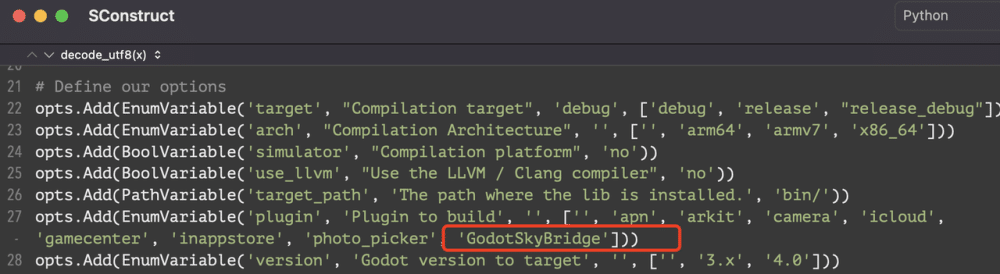 SConstruct
Python
decode_utf8(x)
20
21 # Define our options
22 opts.Add(EnumVariable('target', "Compilation target", 'debug', ['debug', 'release', "release_debug"])
23 opts.Add(EnumVariable('arch', "Compilation Architecture", '', ['', 'arm64', 'armv7', 'x86_64']))
24 opts.Add(BoolVariable('simulator', "Compilation platform", 'no'))
25 opts.Add(BoolVariable('use_llvm', "Use the LLVM / Clang compiler", 'no'))
26 opts.Add(PathVariable('target_path', 'The path where the lib is installed.', 'bin/'))
27 opts.Add(EnumVariable('plugin', 'Plugin to build', '', ['', 'apn', 'arkit', 'camera', 'icloud',
- 'gamecenter', 'inappstore', 'photo_picker', 'GodotSkyBridge']))
28 opts.Add(EnumVariable('version', 'Godot version to target', '', ['', '3.x', '4.0']))